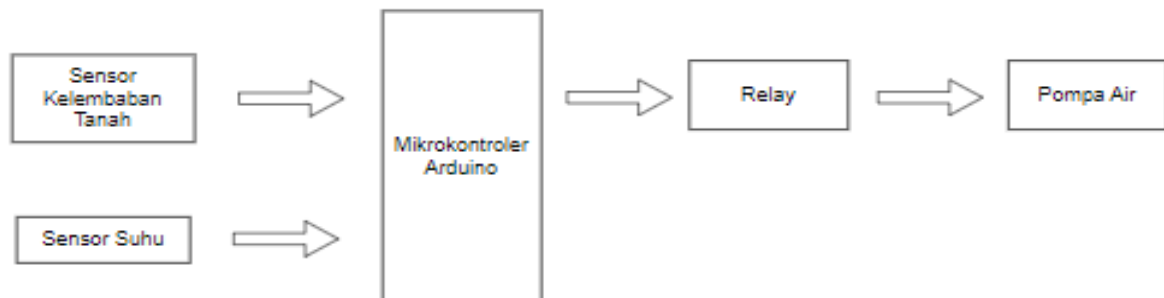 Sensor
Kelembaban
Tanah
Sensor Suhu
Mikrokontroler
Arduino
Relay
Pompa Air